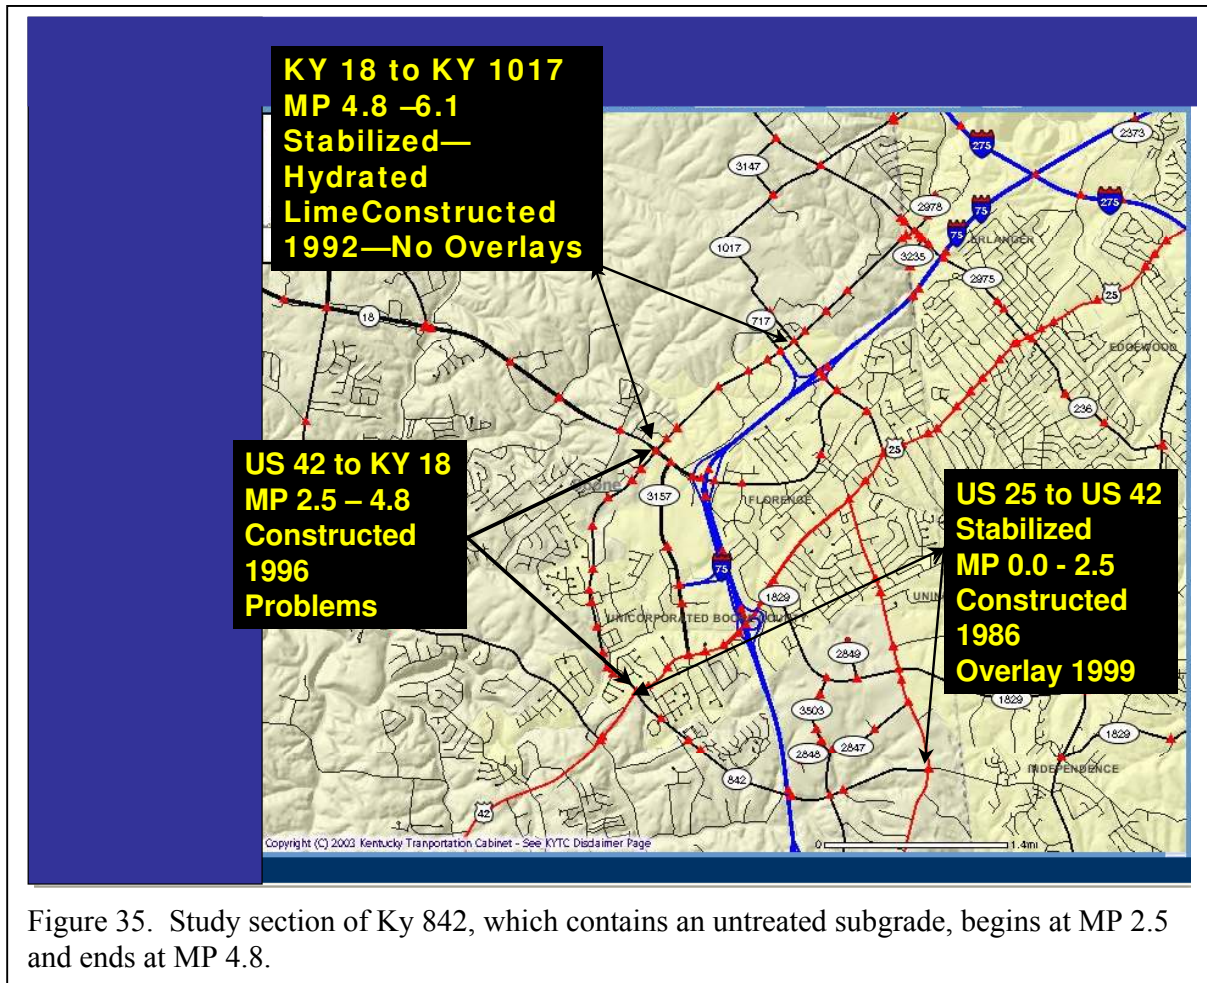 KY 18 to KY 1017
MP 4.8 –6.1
Stabilized—
Hydrated
LimeConstructed
1992—No Overlays
2373
275
3147
275
2978
75
75
1017
ERLANGER
3235
2975
25
18
717
EDGEWOOD
236
25
US 42 to KY 18
MP 2.5 – 4.8
Constructed
1996
Problems
Boone
3157
FLORENCE
US 25 to US 42
Stabilized
MP 0.0 - 2.5
Constructed
1986
Overlay 1999
75
1829
UNIN
UNICORPORATED BOONE COUNTY
2849
1829
3503
1829
2848
2847
INDEPENDENCE
842
42
Copyright (C) 2003 Kentucky Tranportation Cabinet - See KYTC Disclaimer Page
0
1.4mi
Figure 35. Study section of Ky 842, which contains an untreated subgrade, begins at MP 2.5
and ends at MP 4.8.